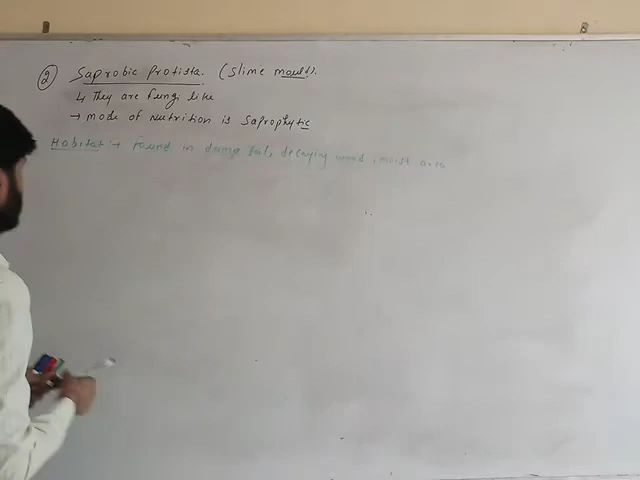 ② Saprobic Protista. (Slime mould).
↳ They are fungi like
→ mode of Nutrition is Saprophytic
Habitat :→ Found in damp Soil, decaying wood, moist area